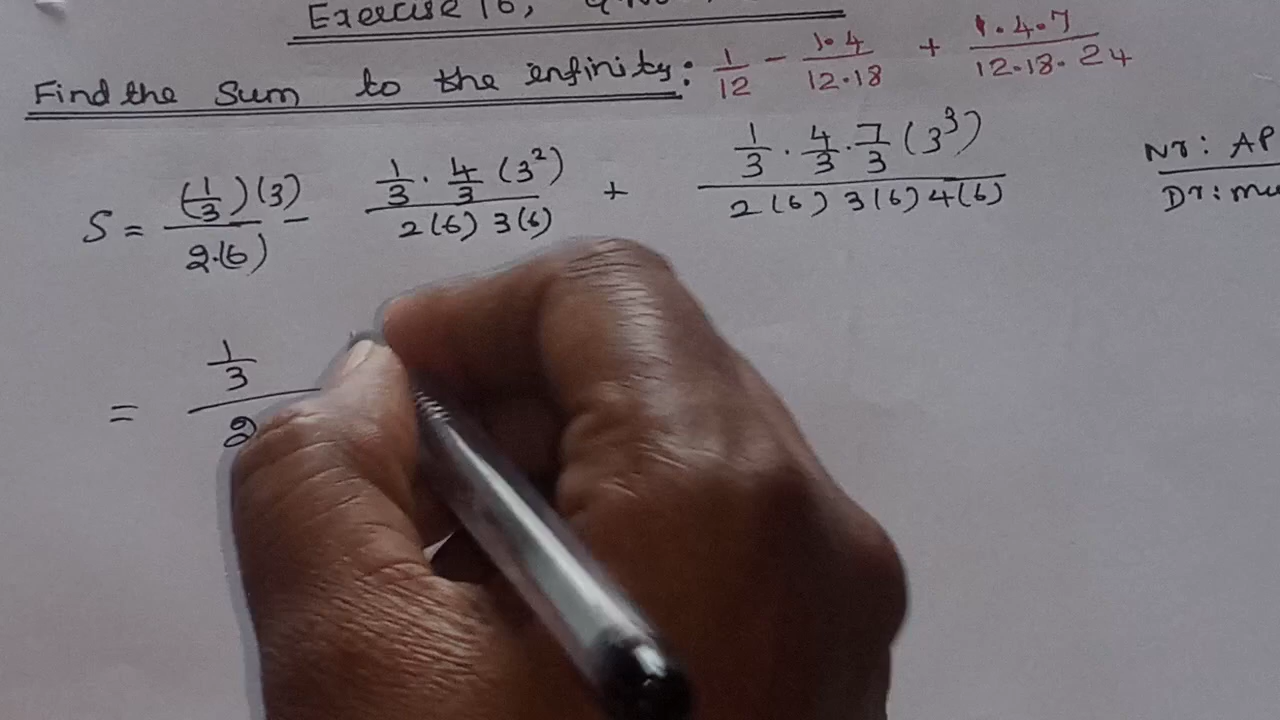 Exercise 16,
Find the Sum to the infinity: 1/12 - 1.4/12.18 + 1.4.7/12.18.24
S = (1/3)(3)/2.(6) - 1/3 . 4/3 (3²)/2(6) 3(6) + 1/3 . 4/3 . 7/3 (3³)/2(6) 3(6) 4(6)
Nr: AP
Dr: mu
= 1/3 / 2